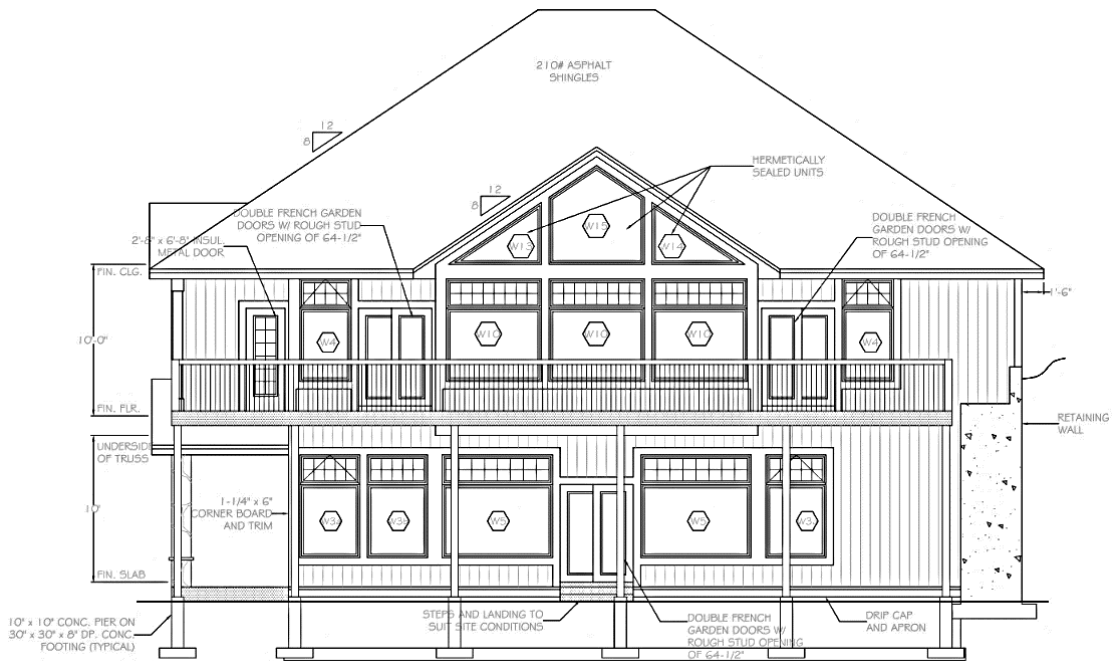 210# ASPHALT
SHINGLES
12
8
HERMETICALLY
SEALED UNITS
12
8
DOUBLE FRENCH GARDEN
DOORS W/ ROUGH STUD
OPENING OF 64-1/2"
DOUBLE FRENCH
GARDEN DOORS W/
ROUGH STUD OPENING
OF 64-1/2"
2'-8" x 6'-8" INSUL.
METAL DOOR
W13
W15
W14
FIN. CLG.
1'-6"
10'-0"
W4
W10
W10
W10
W4
FIN. FLR.
RETAINING
WALL
UNDERSIDE
OF TRUSS
1-1/4" x 6"
CORNER BOARD
AND TRIM
10'
W5
W5
FIN. SLAB
10" x 10" CONC. PIER ON
30" x 30" x 8" DP. CONC.
FOOTING (TYPICAL)
STEPS AND LANDING TO
SUIT SITE CONDITIONS
DOUBLE FRENCH
GARDEN DOORS W/
ROUGH STUD OPENING
OF 64-1/2"
DRIP CAP
AND APRON